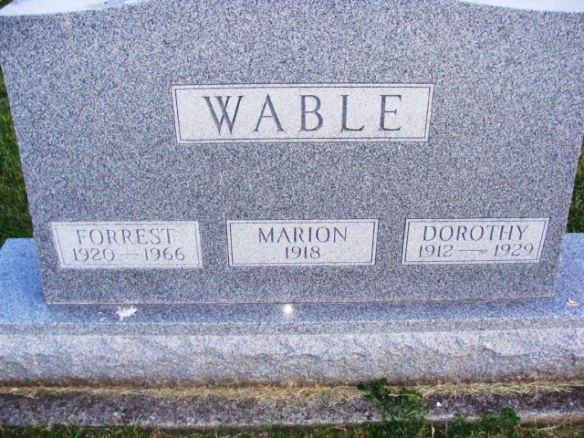 WABLE
FORREST
1920 — 1966
MARION
1918
DOROTHY
1912 — 1929